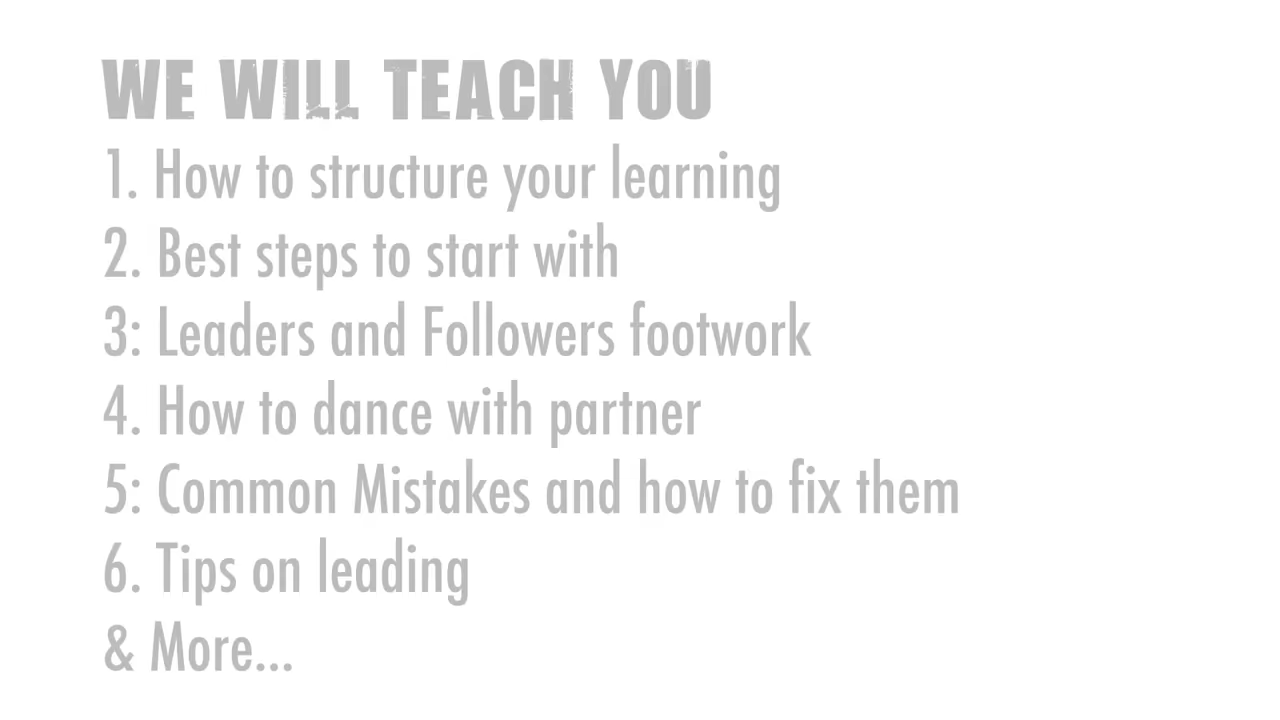 WE WILL TEACH YOU
1. How to structure your learning
2. Best steps to start with
3: Leaders and Followers footwork
4. How to dance with partner
5: Common Mistakes and how to fix them
6. Tips on leading
& More...